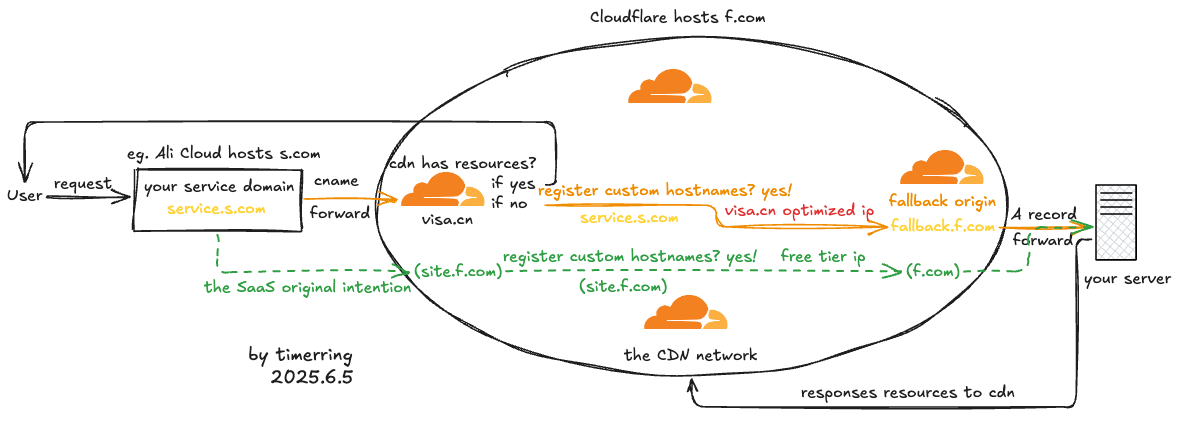 Cloudflare hosts f.com
eg. Ali Cloud hosts s.com
User
request
your service domain
service.s.com
cname
forward
cdn has resources?
if yes
if no
visa.cn
register custom hostnames? yes!
service.s.com
visa.cn optimized ip
fallback origin
fallback.f.com
A record
forward
your server
the SaaS original intention
(site.f.com)
register custom hostnames? yes!
free tier ip
(site.f.com)
(f.com)
the CDN network
by timerring
2025.6.5
responses resources to cdn